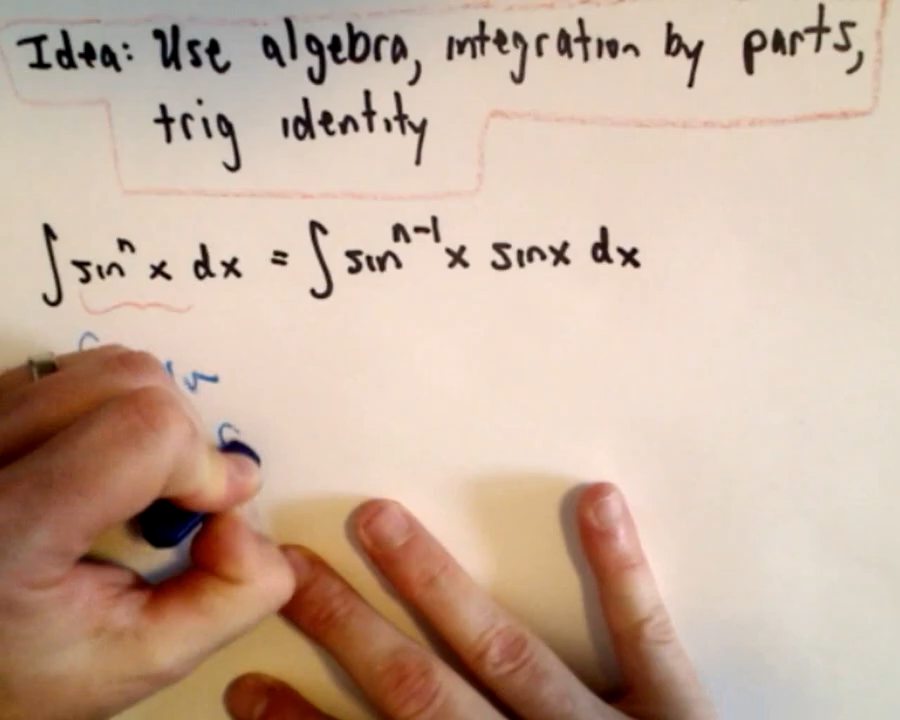 Idea: Use algebra, integration by parts,
trig identity
∫ sinⁿ x dx = ∫ sinⁿ⁻¹ x sinx dx